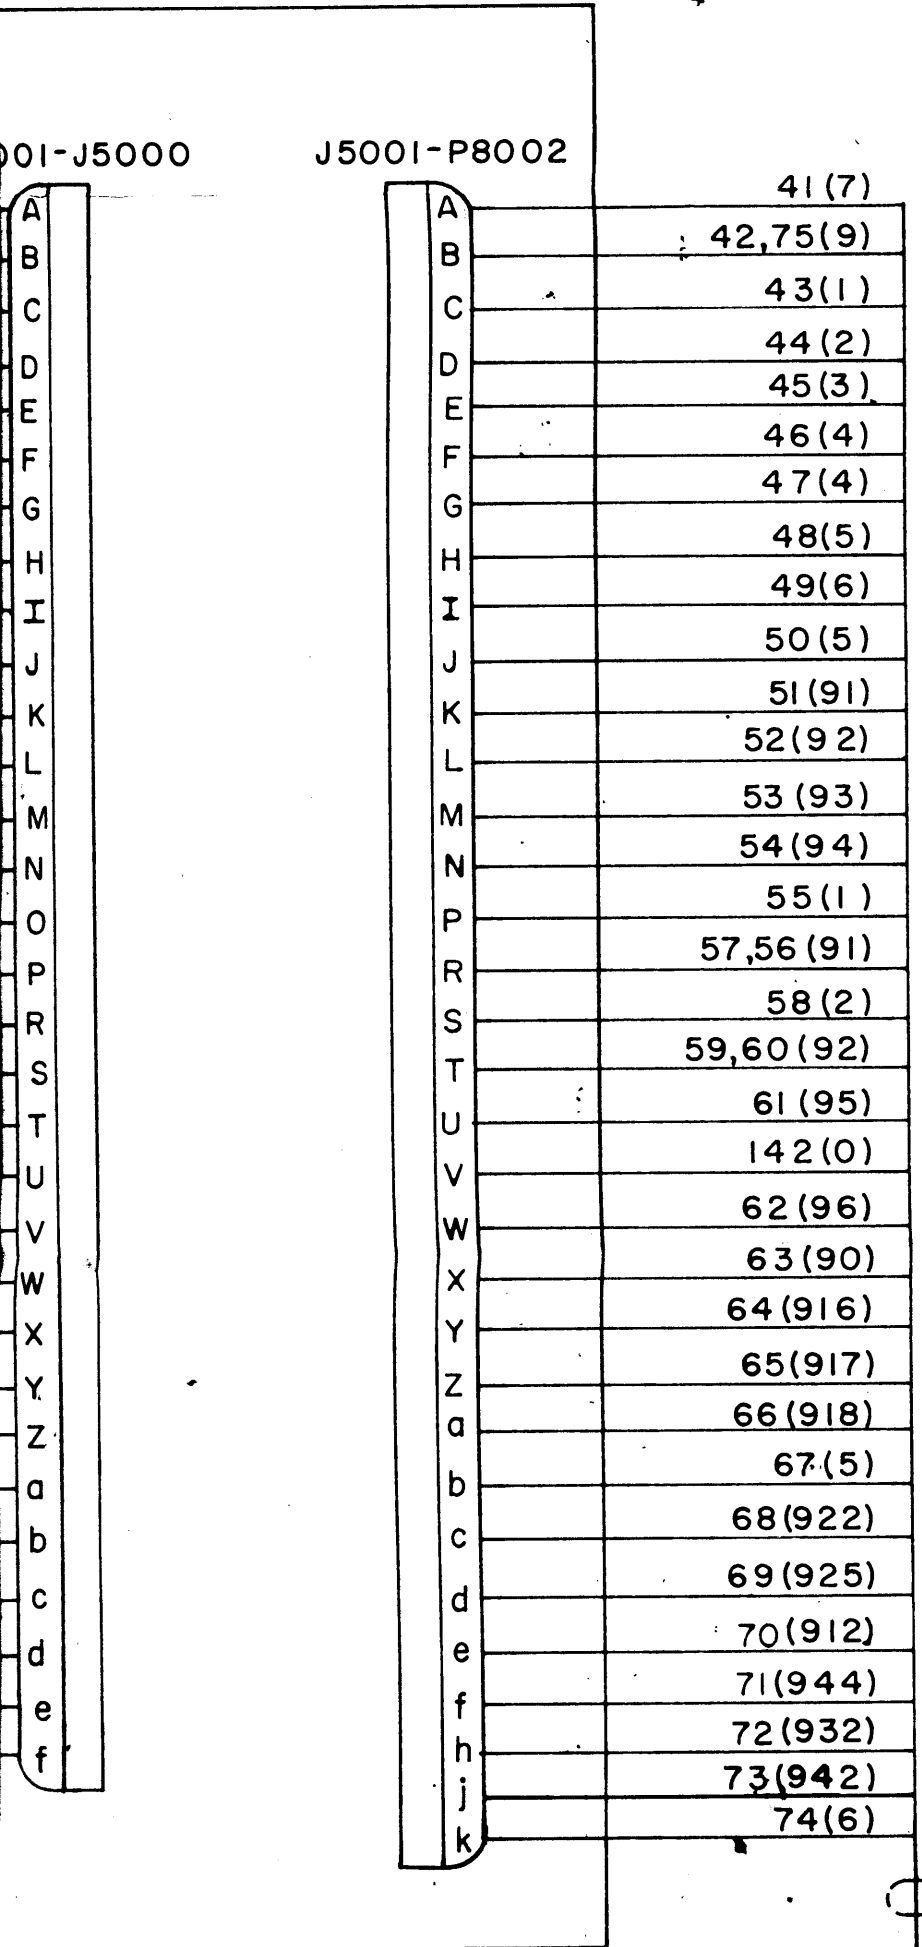 001-J5000
A
B
C
D
E
F
G
H
I
J
K
L
M
N
O
P
R
S
T
U
V
W
X
Y
Z
a
b
c
d
e
f
J5001-P8002
A 41(7)
B 42,75(9)
C 43(1)
D 44(2)
E 45(3)
F 46(4)
G 47(4)
H 48(5)
I 49(6)
J 50(5)
K 51(91)
L 52(92)
M 53(93)
N 54(94)
P 55(1)
R 57,56(91)
S 58(2)
T 59,60(92)
U 61(95)
V 142(0)
W 62(96)
X 63(90)
Y 64(916)
Z 65(917)
a 66(918)
b 67(5)
c 68(922)
d 69(925)
e 70(912)
f 71(944)
h 72(932)
j 73(942)
k 74(6)